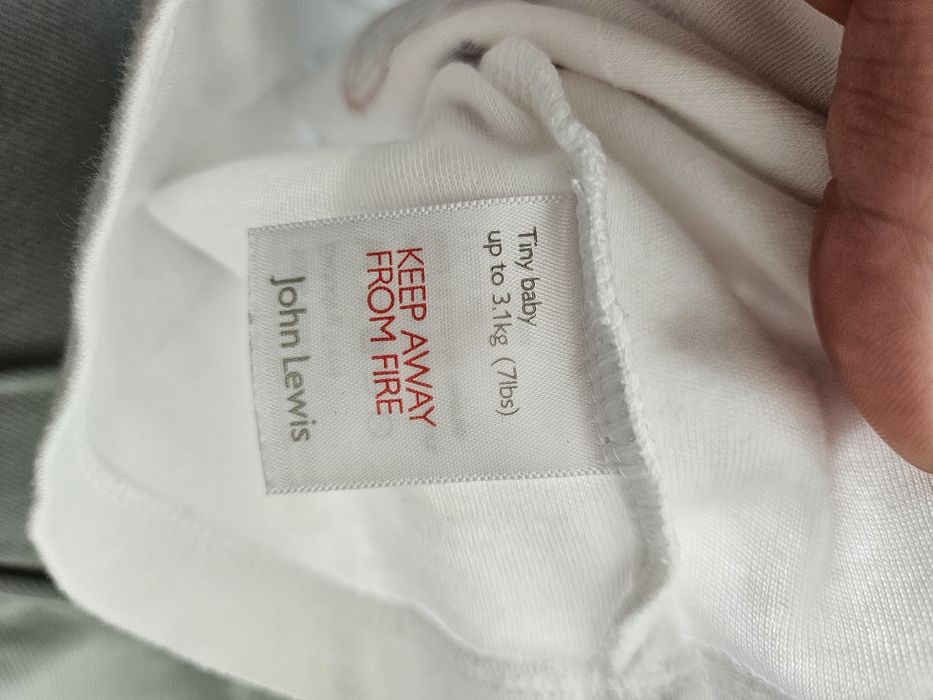 Tiny baby
up to 3.1kg (7lbs)
KEEP AWAY
FROM FIRE
John Lewis